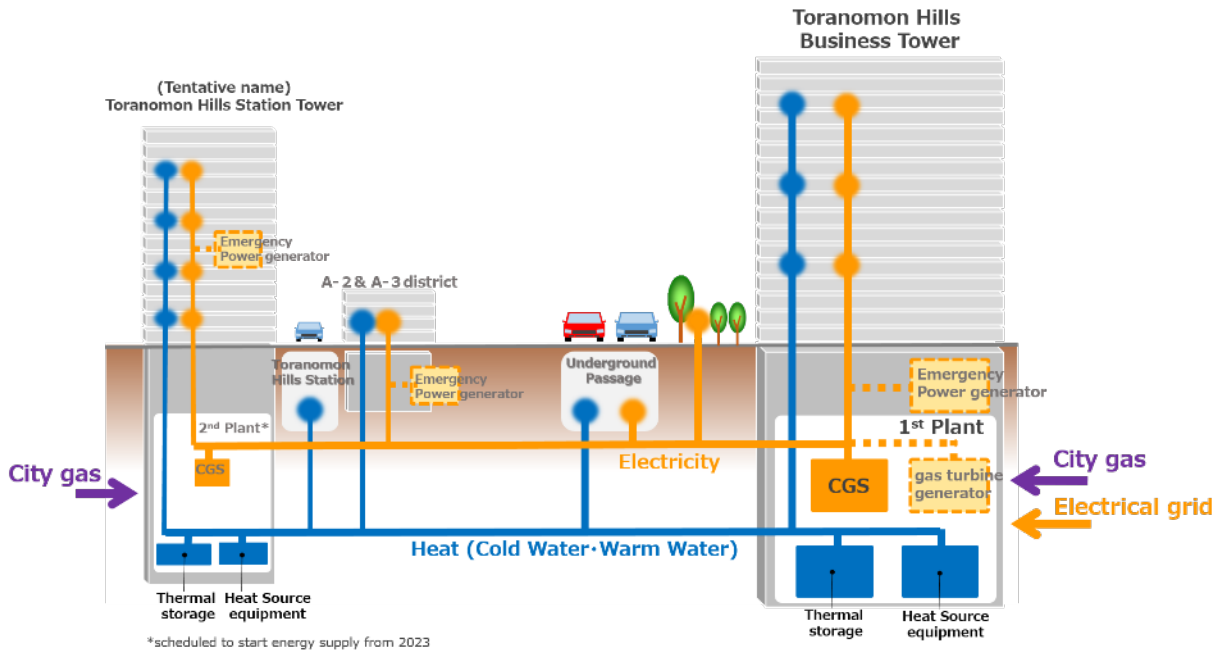 Toranomon Hills
Business Tower
(Tentative name)
Toranomon Hills Station Tower
Emergency
Power generator
A-2 & A-3 district
Toranomon
Hills Station
Underground
Passage
Emergency
Power generator
Emergency
Power generator
2nd Plant*
1st Plant
Electricity
CGS
City gas
CGS
gas turbine
generator
City gas
Electrical grid
Heat (Cold Water･Warm Water)
Thermal
storage
Heat Source
equipment
Thermal
storage
Heat Source
equipment
*scheduled to start energy supply from 2023